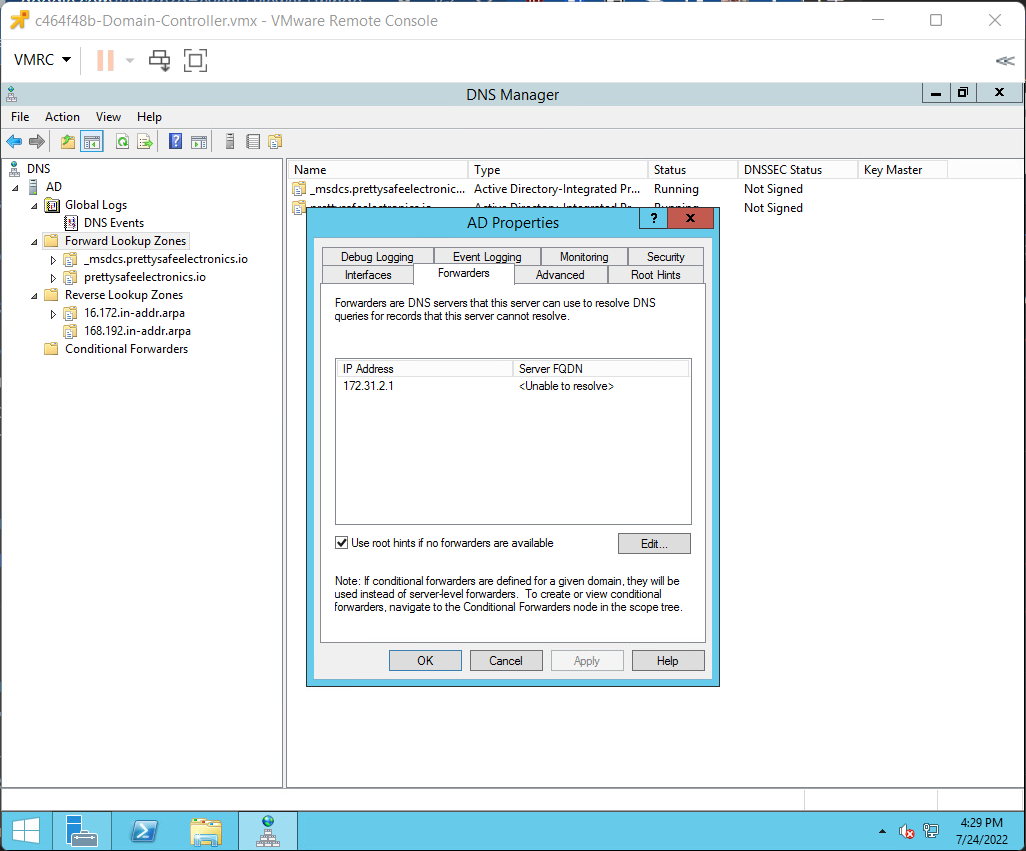 c464f48b-Domain-Controller.vmx - VMware Remote Console
VMRC
DNS Manager
File Action View Help
DNS
AD
Global Logs
DNS Events
Forward Lookup Zones
_msdcs.prettysafeelectronics.io
prettysafeelectronics.io
Reverse Lookup Zones
16.172.in-addr.arpa
168.192.in-addr.arpa
Conditional Forwarders
Name Type Status DNSSEC Status Key Master
_msdcs.prettysafeelectronic... Active Directory-Integrated Pr... Running Not Signed
prettysafeelectronics.io Active Directory-Integrated Pr... Running Not Signed
AD Properties
?
Debug Logging Event Logging Monitoring Security
Interfaces Forwarders Advanced Root Hints
Forwarders are DNS servers that this server can use to resolve DNS
queries for records that this server cannot resolve.
IP Address Server FQDN
172.31.2.1 <Unable to resolve>
Use root hints if no forwarders are available
Edit...
Note: If conditional forwarders are defined for a given domain, they will be
used instead of server-level forwarders. To create or view conditional
forwarders, navigate to the Conditional Forwarders node in the scope tree.
OK Cancel Apply Help
4:29 PM
7/24/2022